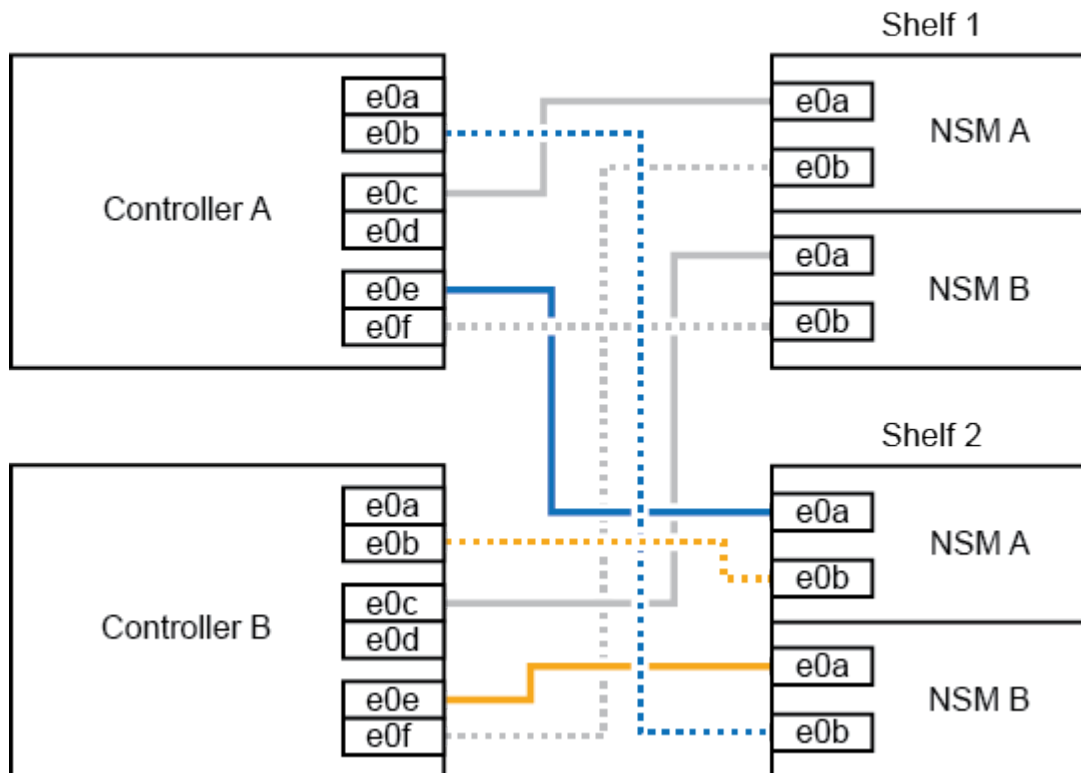 Shelf 1
Controller A
e0a
e0b
e0c
e0d
e0e
e0f
e0a
e0b
NSM A
e0a
e0b
NSM B
Shelf 2
Controller B
e0a
e0b
e0c
e0d
e0e
e0f
e0a
e0b
NSM A
e0a
e0b
NSM B